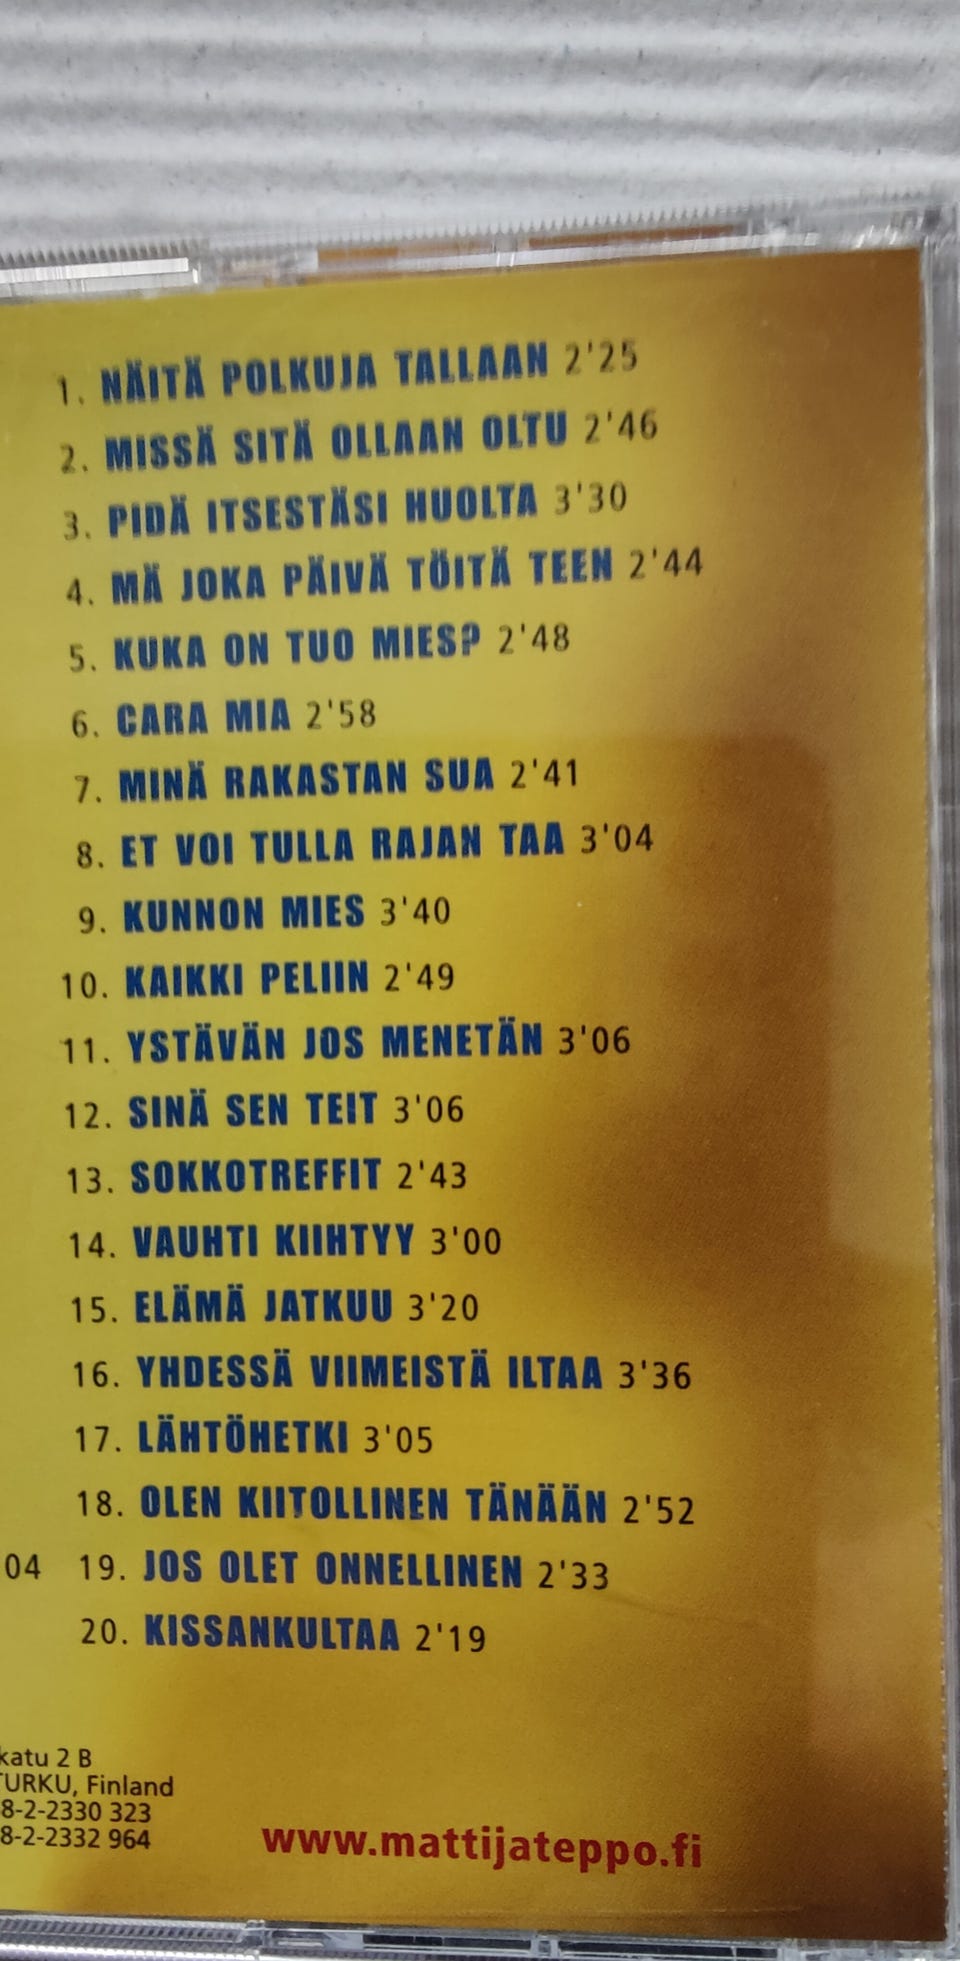 1. NÄITÄ POLKUJA TALLAAN 2'25
2. MISSÄ SITÄ OLLAAN OLTU 2'46
3. PIDÄ ITSESTÄSI HUOLTA 3'30
4. MÄ JOKA PÄIVÄ TÖITÄ TEEN 2'44
5. KUKA ON TUO MIES? 2'48
6. CARA MIA 2'58
7. MINÄ RAKASTAN SUA 2'41
8. ET VOI TULLA RAJAN TAA 3'04
9. KUNNON MIES 3'40
10. KAIKKI PELIIN 2'49
11. YSTÄVÄN JOS MENETÄN 3'06
12. SINÄ SEN TEIT 3'06
13. SOKKOTREFFIT 2'43
14. VAUHTI KIIHTYY 3'00
15. ELÄMÄ JATKUU 3'20
16. YHDESSÄ VIIMEISTÄ ILTAA 3'36
17. LÄHTÖHETKI 3'05
18. OLEN KIITOLLINEN TÄNÄÄN 2'52
04 19. JOS OLET ONNELLINEN 2'33
20. KISSANKULTAA 2'19
katu 2 B
TURKU, Finland
8-2-2330 323
8-2-2332 964
www.mattijateppo.fi